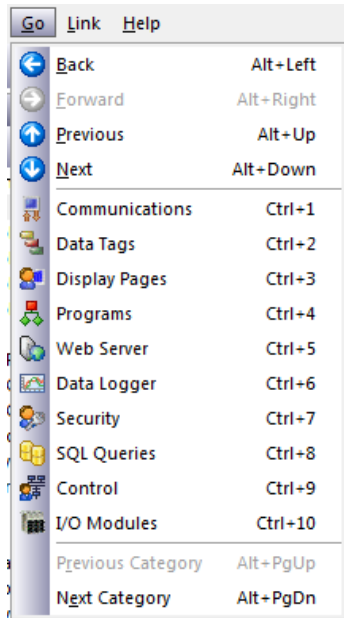 Go Link Help
Back Alt+Left
Forward Alt+Right
Previous Alt+Up
Next Alt+Down
Communications Ctrl+1
Data Tags Ctrl+2
Display Pages Ctrl+3
Programs Ctrl+4
Web Server Ctrl+5
Data Logger Ctrl+6
Security Ctrl+7
SQL Queries Ctrl+8
Control Ctrl+9
I/O Modules Ctrl+10
Previous Category Alt+PgUp
Next Category Alt+PgDn